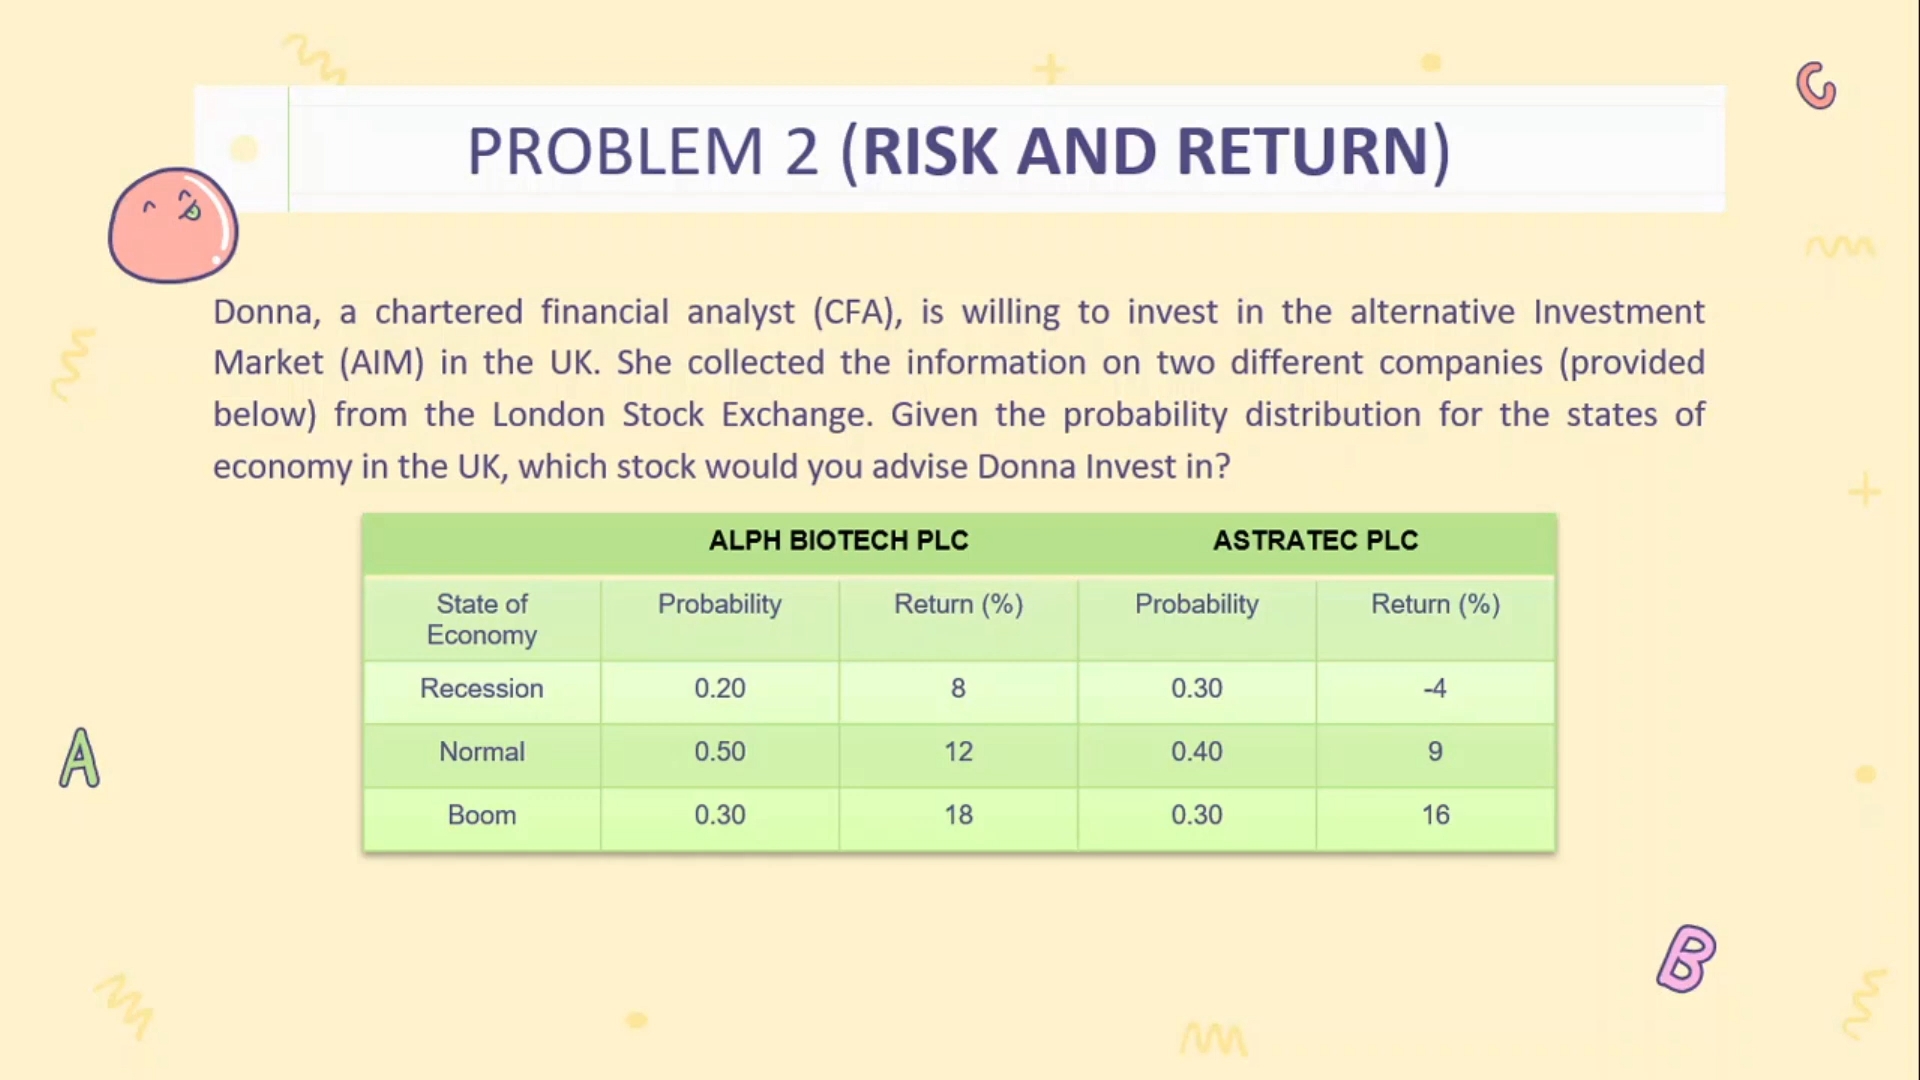 C
PROBLEM 2 (RISK AND RETURN)
Donna, a chartered financial analyst (CFA), is willing to invest in the alternative Investment
Market (AIM) in the UK. She collected the information on two different companies (provided
below) from the London Stock Exchange. Given the probability distribution for the states of
economy in the UK, which stock would you advise Donna Invest in?
ALPH BIOTECH PLC ASTRATEC PLC
State of Economy Probability Return (%) Probability Return (%)
Recession 0.20 8 0.30 -4
Normal 0.50 12 0.40 9
Boom 0.30 18 0.30 16
A
B